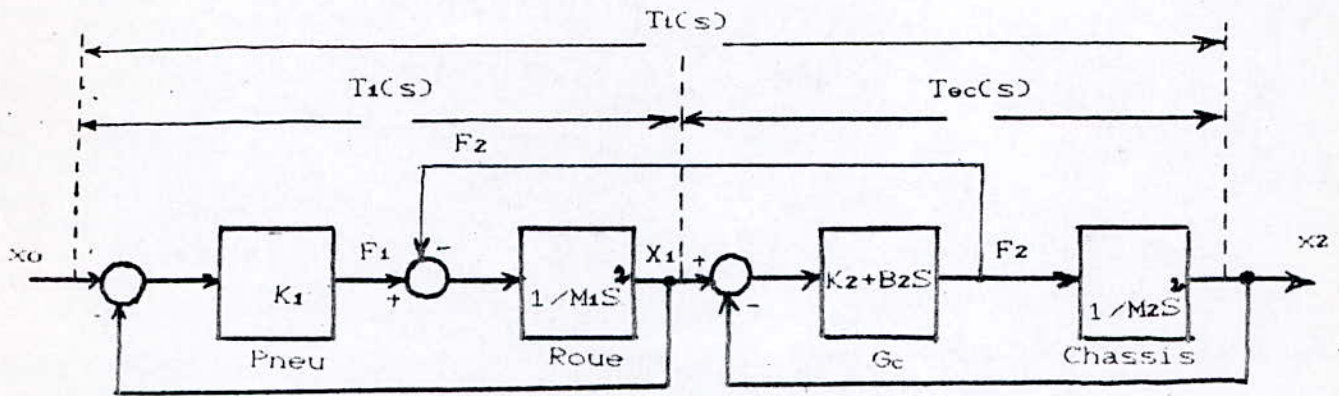 Tt(s)
T1(s)
Tec(s)
F2
-
X0
F1
X1
+
F2
X2
+
-
-
K1
1/M1S²
K2+B2S
1/M2S²
Pneu
Roue
Gc
Chassis